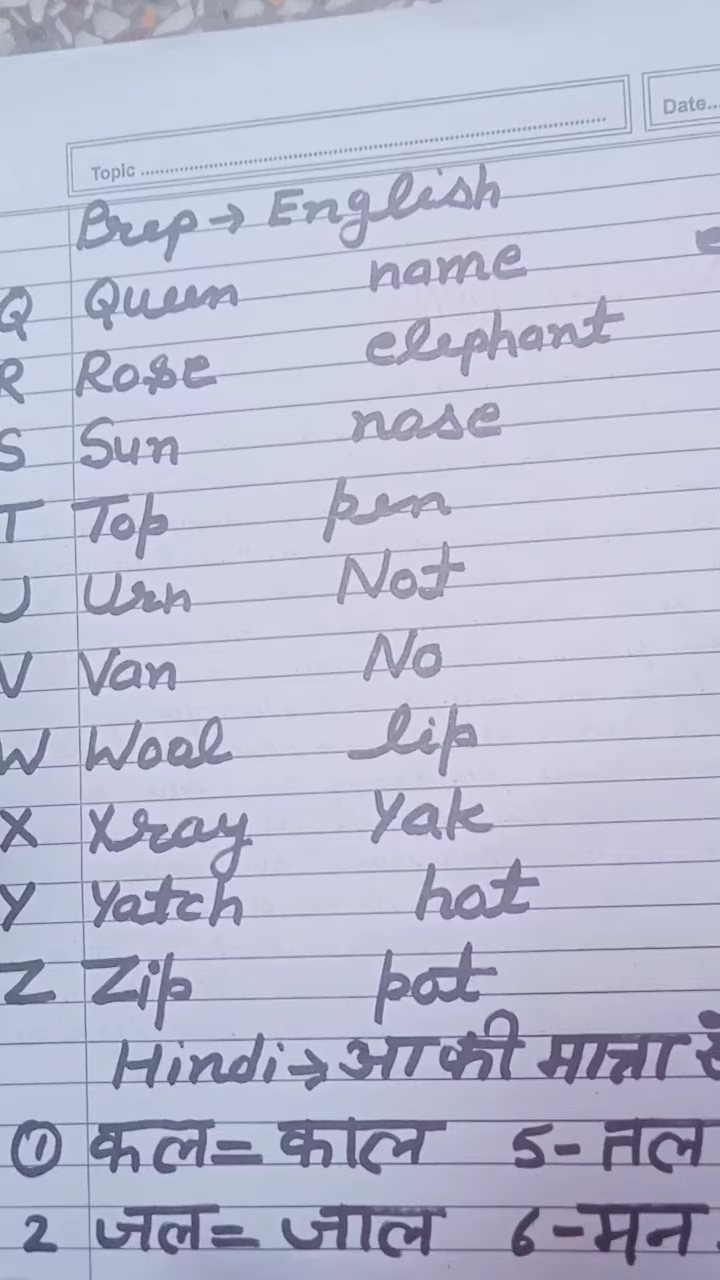 Topic Date..
Prep → English
Q Queen name
R Rose elephant
S Sun nose
T Top pen
U Urn Not
V Van No
W Wool lip
X Xray Yak
Y Yatch hot
Z Zip pot
Hindi → आ की मात्रा
① कल = काल 5- तल
2 जल = जाल 6- मन